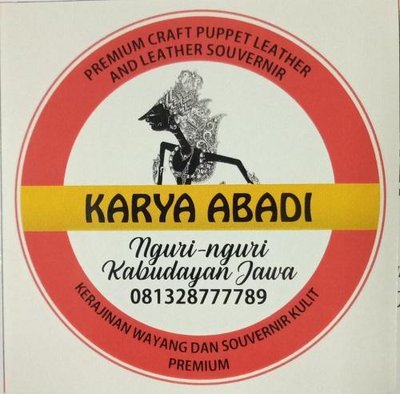 PREMIUM CRAFT PUPPET LEATHER
AND LEATHER SOUVERNIR
KARYA ABADI
Nguri-nguri
Kabudayan Jawa
081328777789
KERAJINAN WAYANG DAN SOUVERNIR KULIT
PREMIUM